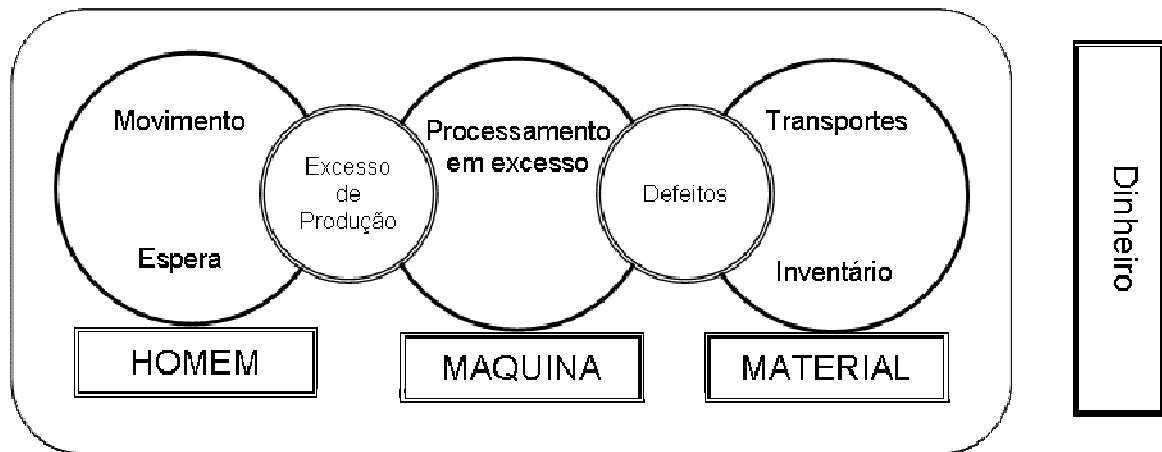 Movimento
Espera
Excesso
de
Produção
Processamento
em excesso
Defeitos
Transportes
Inventário
HOMEM
MAQUINA
MATERIAL
Dinheiro